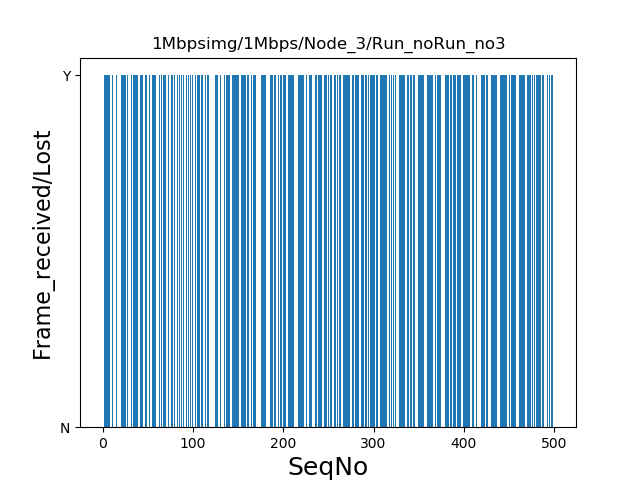 1Mbpsimg/1Mbps/Node_3/Run_noRun_no3
Y
Frame_received/Lost
N
0 100 200 300 400 500
SeqNo